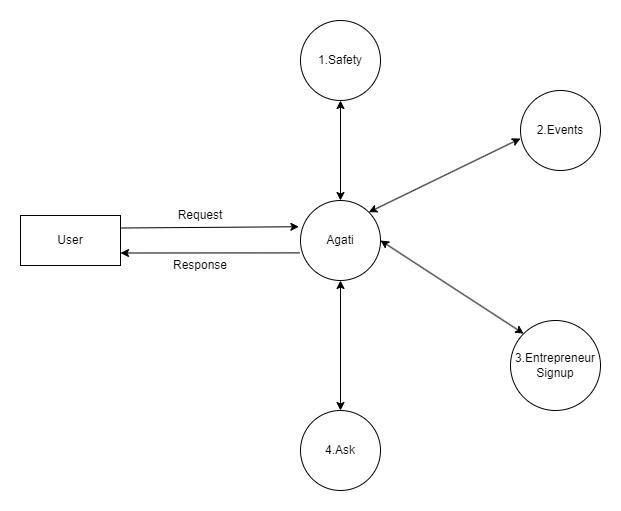 1.Safety
2.Events
Request
User
Agati
Response
3.Entrepreneur
Signup
4.Ask